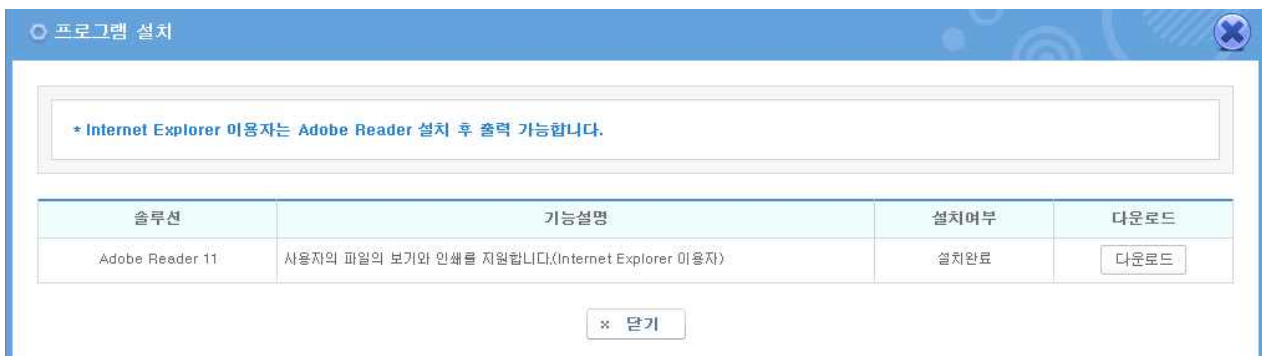 프로그램 설치
* Internet Explorer 이용자는 Adobe Reader 설치 후 출력 가능합니다.
솔루션 기능설명 설치여부 다운로드
Adobe Reader 11 사용자의 파일의 보기와 인쇄를 지원합니다.(Internet Explorer 이용자) 설치완료 다운로드
× 닫기